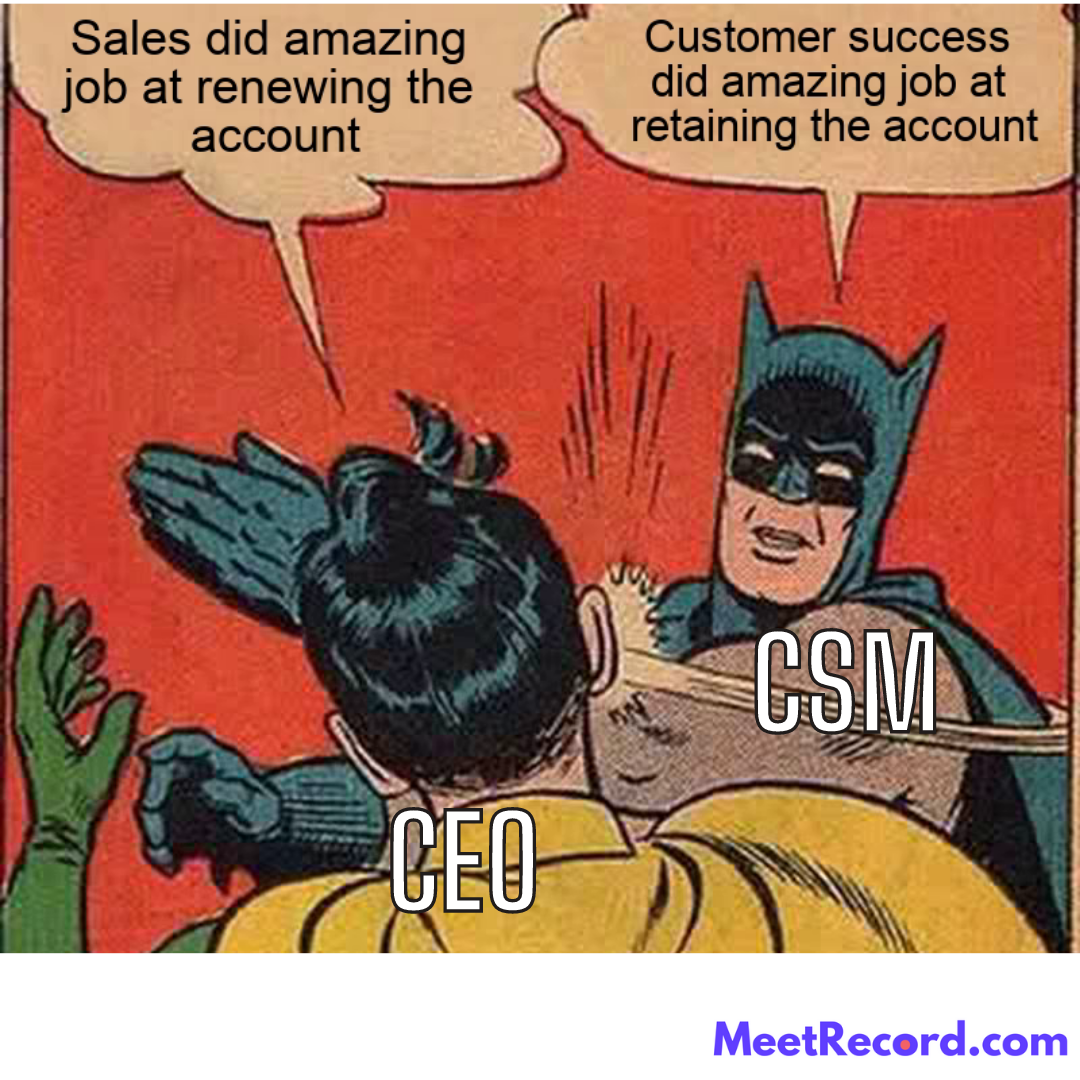 Sales did amazing
job at renewing the
account
Customer success
did amazing job at
retaining the account
CSM
CEO
MeetRecord.com